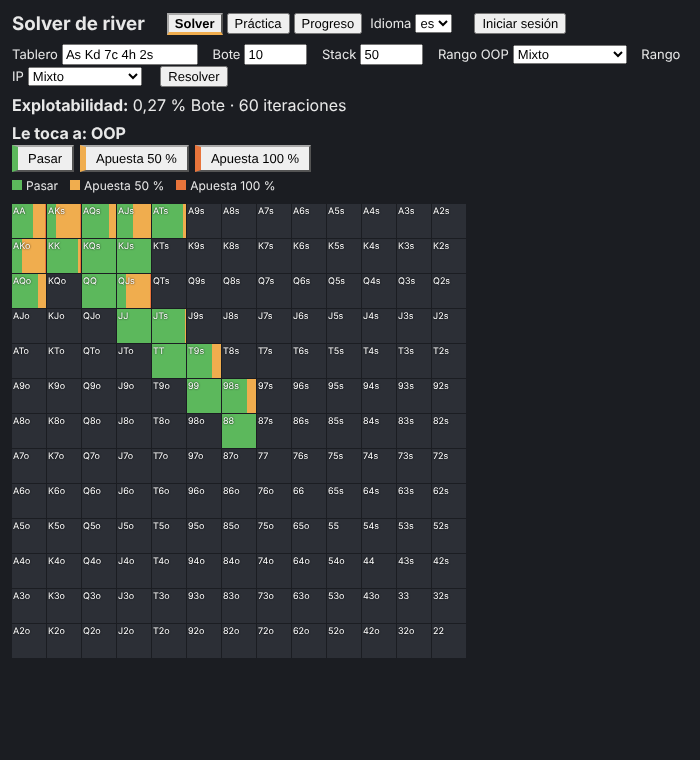 Solver de river Solver Práctica Progreso Idioma es Iniciar sesión
Tablero As Kd 7c 4h 2s Bote 10 Stack 50 Rango OOP Mixto Rango
IP Mixto Resolver
Explotabilidad: 0,27 % Bote · 60 iteraciones
Le toca a: OOP
Pasar Apuesta 50 % Apuesta 100 %
Pasar Apuesta 50 % Apuesta 100 %
AA AKs AQs AJs ATs A9s A8s A7s A6s A5s A4s A3s A2s
AKo KK KQs KJs KTs K9s K8s K7s K6s K5s K4s K3s K2s
AQo KQo QQ QJs QTs Q9s Q8s Q7s Q6s Q5s Q4s Q3s Q2s
AJo KJo QJo JJ JTs J9s J8s J7s J6s J5s J4s J3s J2s
ATo KTo QTo JTo TT T9s T8s T7s T6s T5s T4s T3s T2s
A9o K9o Q9o J9o T9o 99 98s 97s 96s 95s 94s 93s 92s
A8o K8o Q8o J8o T8o 98o 88 87s 86s 85s 84s 83s 82s
A7o K7o Q7o J7o T7o 97o 87o 77 76s 75s 74s 73s 72s
A6o K6o Q6o J6o T6o 96o 86o 76o 66 65s 64s 63s 62s
A5o K5o Q5o J5o T5o 95o 85o 75o 65o 55 54s 53s 52s
A4o K4o Q4o J4o T4o 94o 84o 74o 64o 54o 44 43s 42s
A3o K3o Q3o J3o T3o 93o 83o 73o 63o 53o 43o 33 32s
A2o K2o Q2o J2o T2o 92o 82o 72o 62o 52o 42o 32o 22